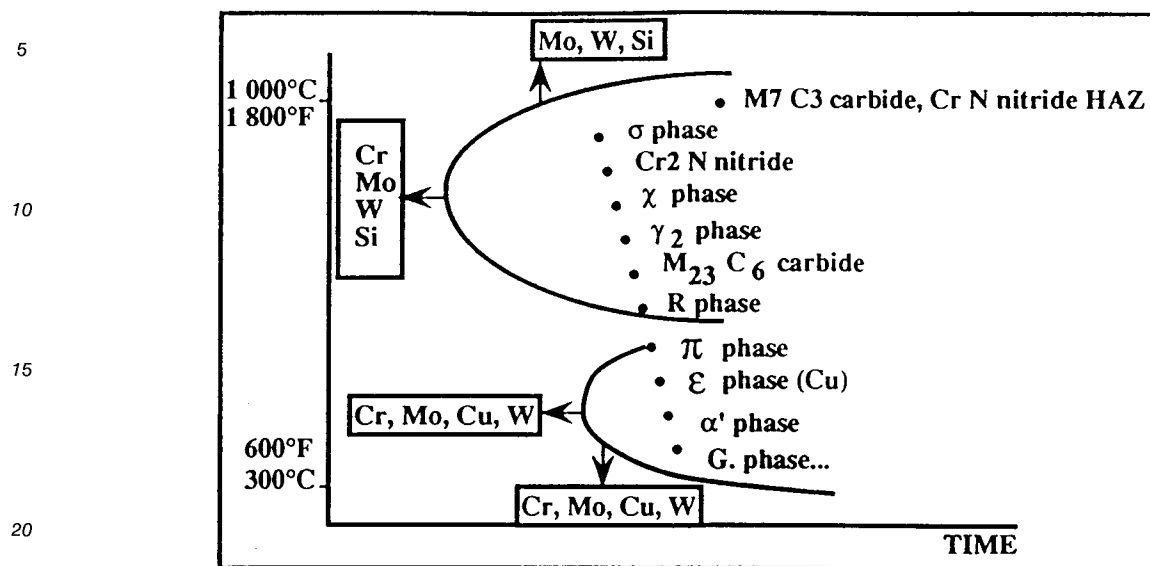 5
Mo, W, Si
1 000°C
1 800°F
M7 C3 carbide, Cr N nitride HAZ
σ phase
Cr
Mo
W
Si
Cr2 N nitride
10
χ phase
γ2 phase
M23 C6 carbide
R phase
π phase
15
ε phase (Cu)
Cr, Mo, Cu, W
α' phase
600°F
G. phase...
300°C
Cr, Mo, Cu, W
20
TIME